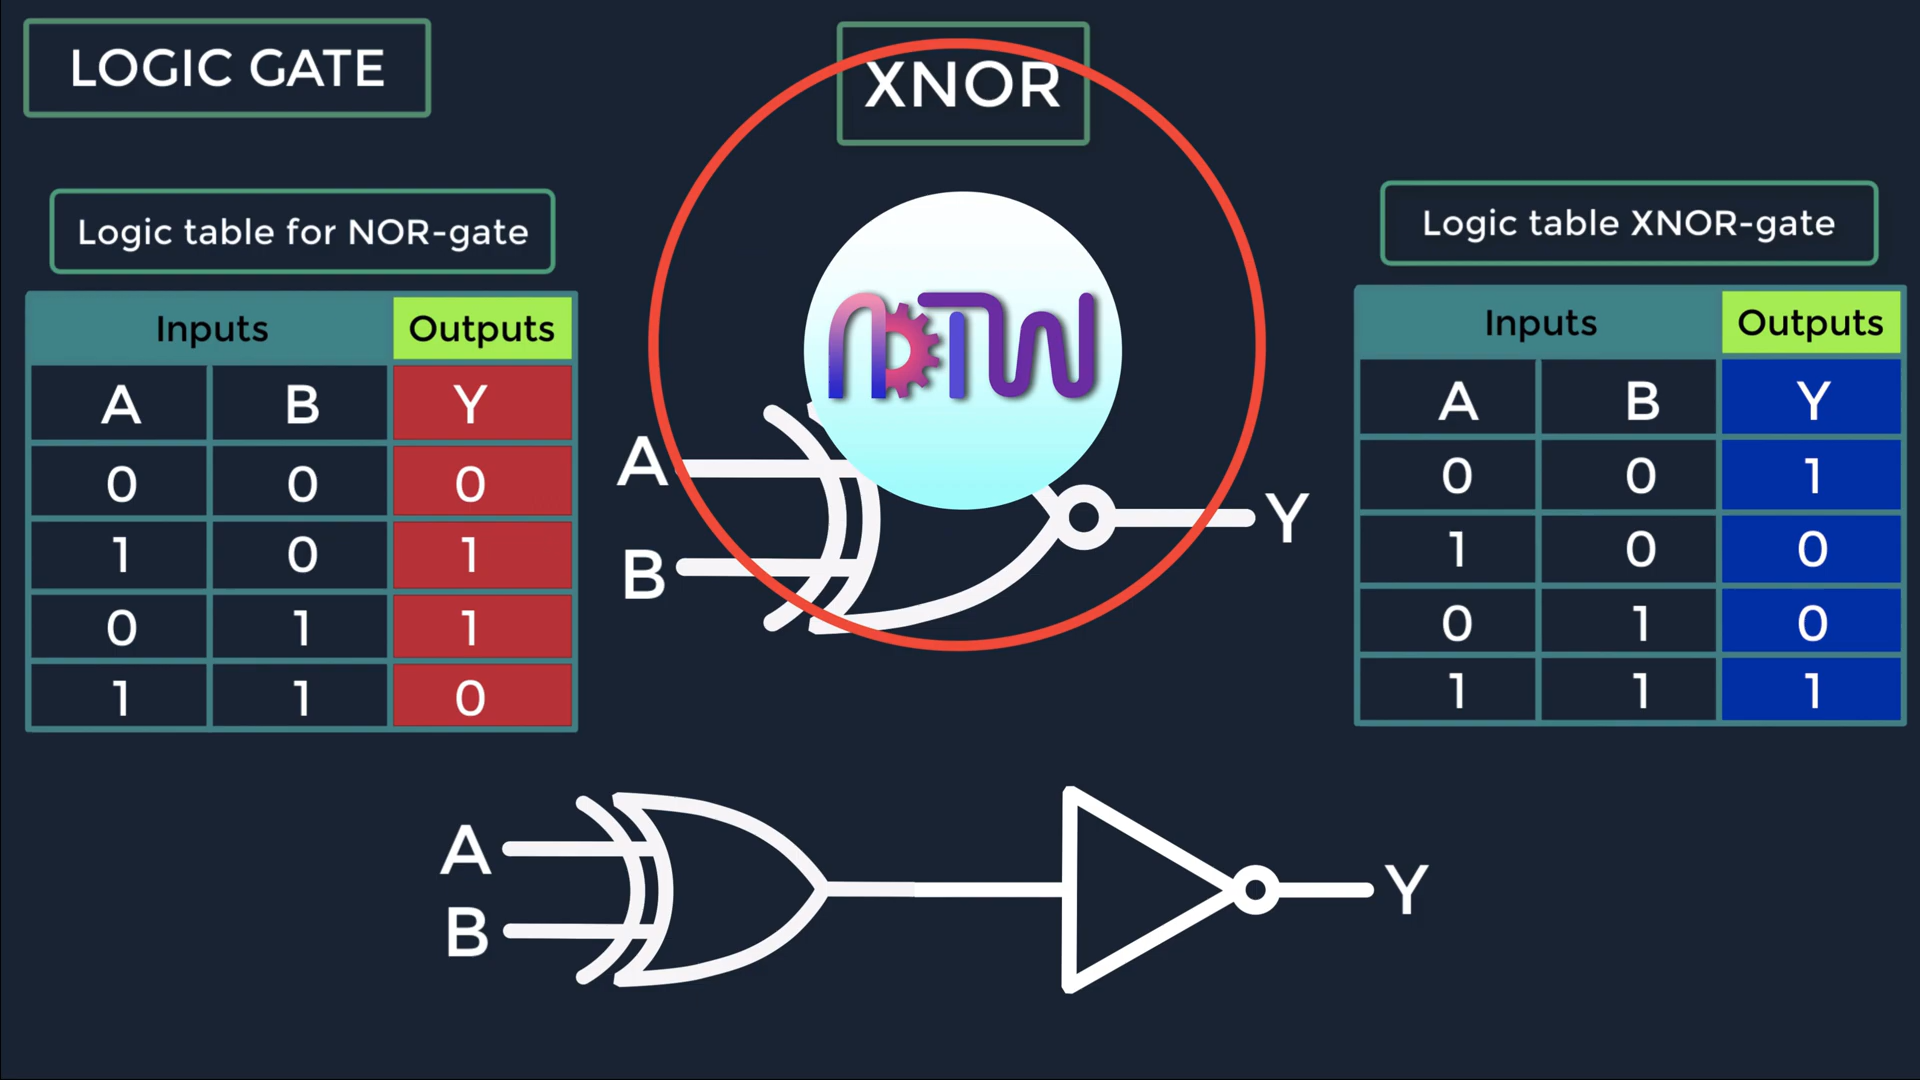 LOGIC GATE
XNOR
Logic table for NOR-gate
Inputs Outputs
A B Y
0 0 0
1 0 1
0 1 1
1 1 0
A
B
Y
Logic table XNOR-gate
Inputs Outputs
A B Y
0 0 1
1 0 0
0 1 0
1 1 1
A
B
Y